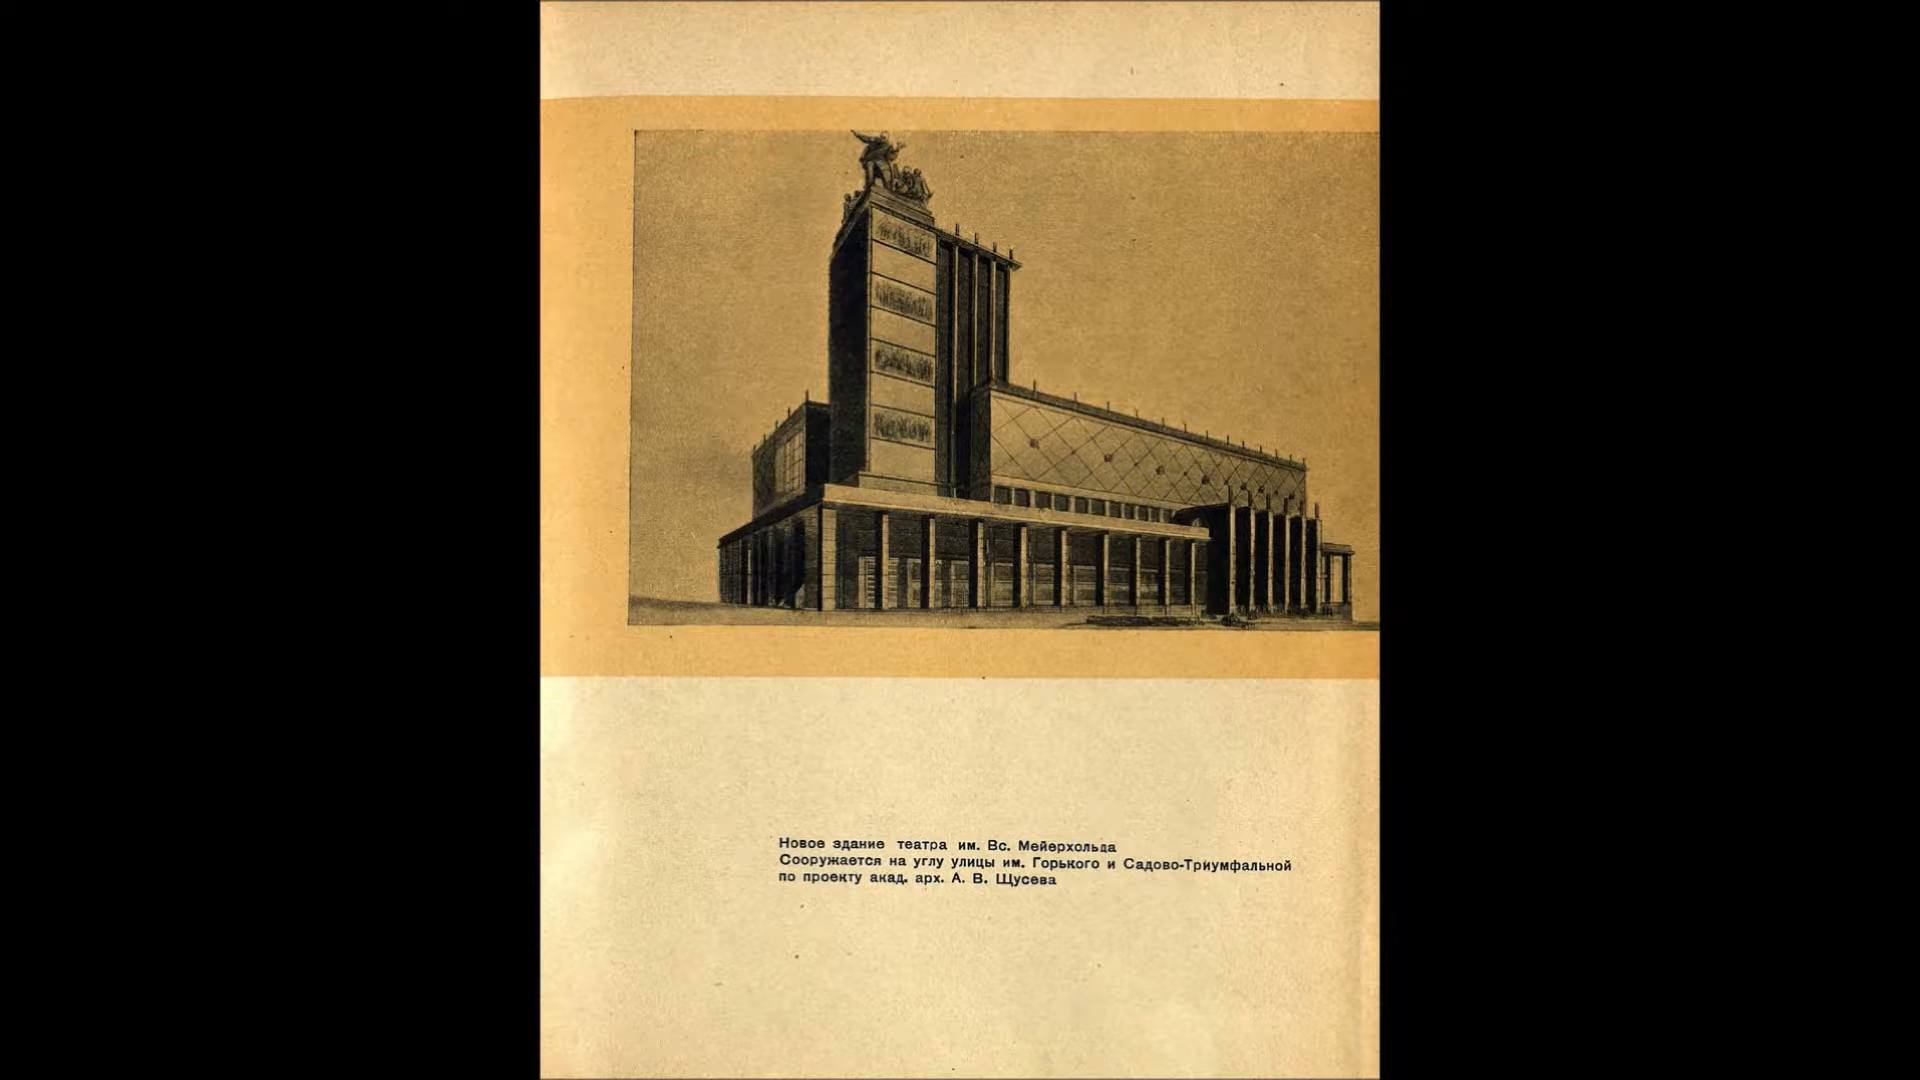 Новое здание театра им. Вс. Мейерхольда
Сооружается на углу улицы им. Горького и Садово-Триумфальной
по проекту акад. арх. А. В. Щусева